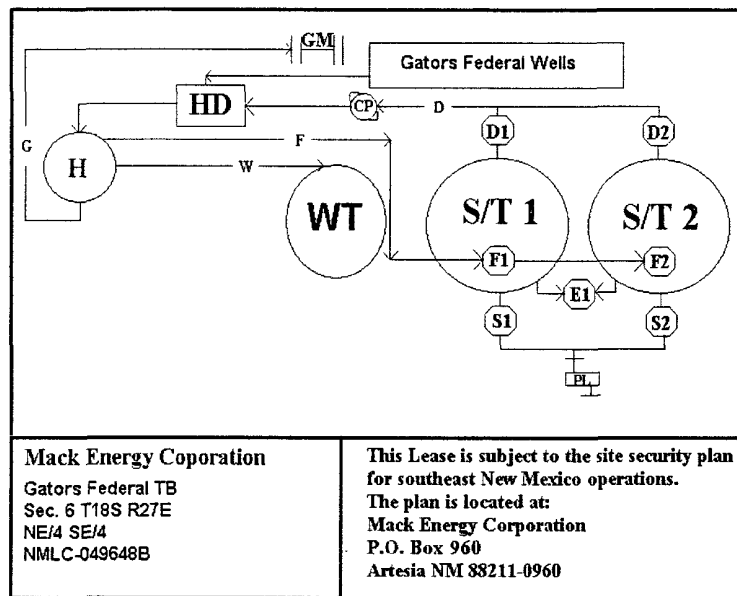 GM
Gators Federal Wells
HD
CP
D
G
F
D1
D2
H
W
WT
S/T 1
S/T 2
F1
F2
E1
S1
S2
PL
Mack Energy Coporation
Gators Federal TB
Sec. 6 T18S R27E
NE/4 SE/4
NMLC-049648B
This Lease is subject to the site security plan
for southeast New Mexico operations.
The plan is located at:
Mack Energy Corporation
P.O. Box 960
Artesia NM 88211-0960